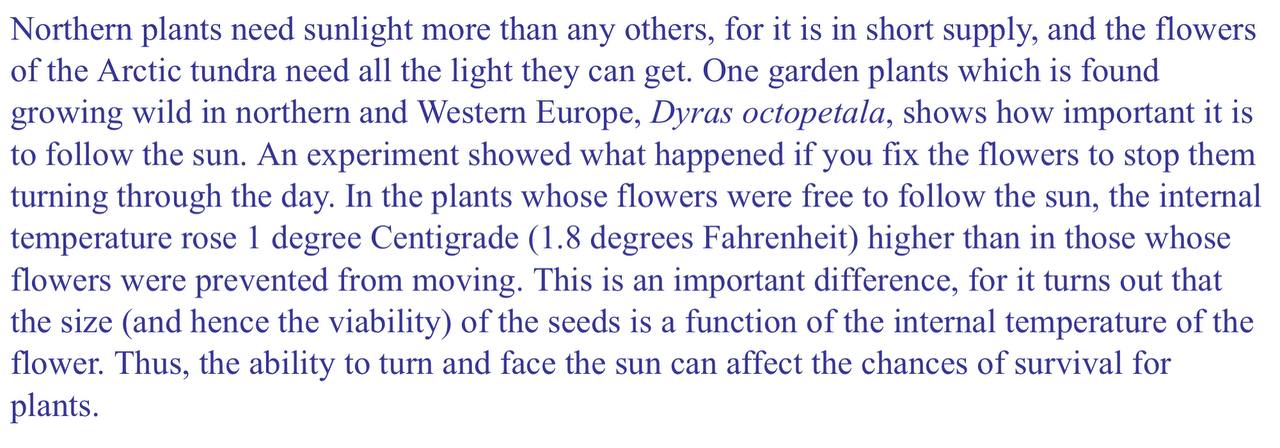 Northern plants need sunlight more than any others, for it is in short supply, and the flowers
of the Arctic tundra need all the light they can get. One garden plants which is found
growing wild in northern and Western Europe, Dyras octopetala, shows how important it is
to follow the sun. An experiment showed what happened if you fix the flowers to stop them
turning through the day. In the plants whose flowers were free to follow the sun, the internal
temperature rose 1 degree Centigrade (1.8 degrees Fahrenheit) higher than in those whose
flowers were prevented from moving. This is an important difference, for it turns out that
the size (and hence the viability) of the seeds is a function of the internal temperature of the
flower. Thus, the ability to turn and face the sun can affect the chances of survival for
plants.